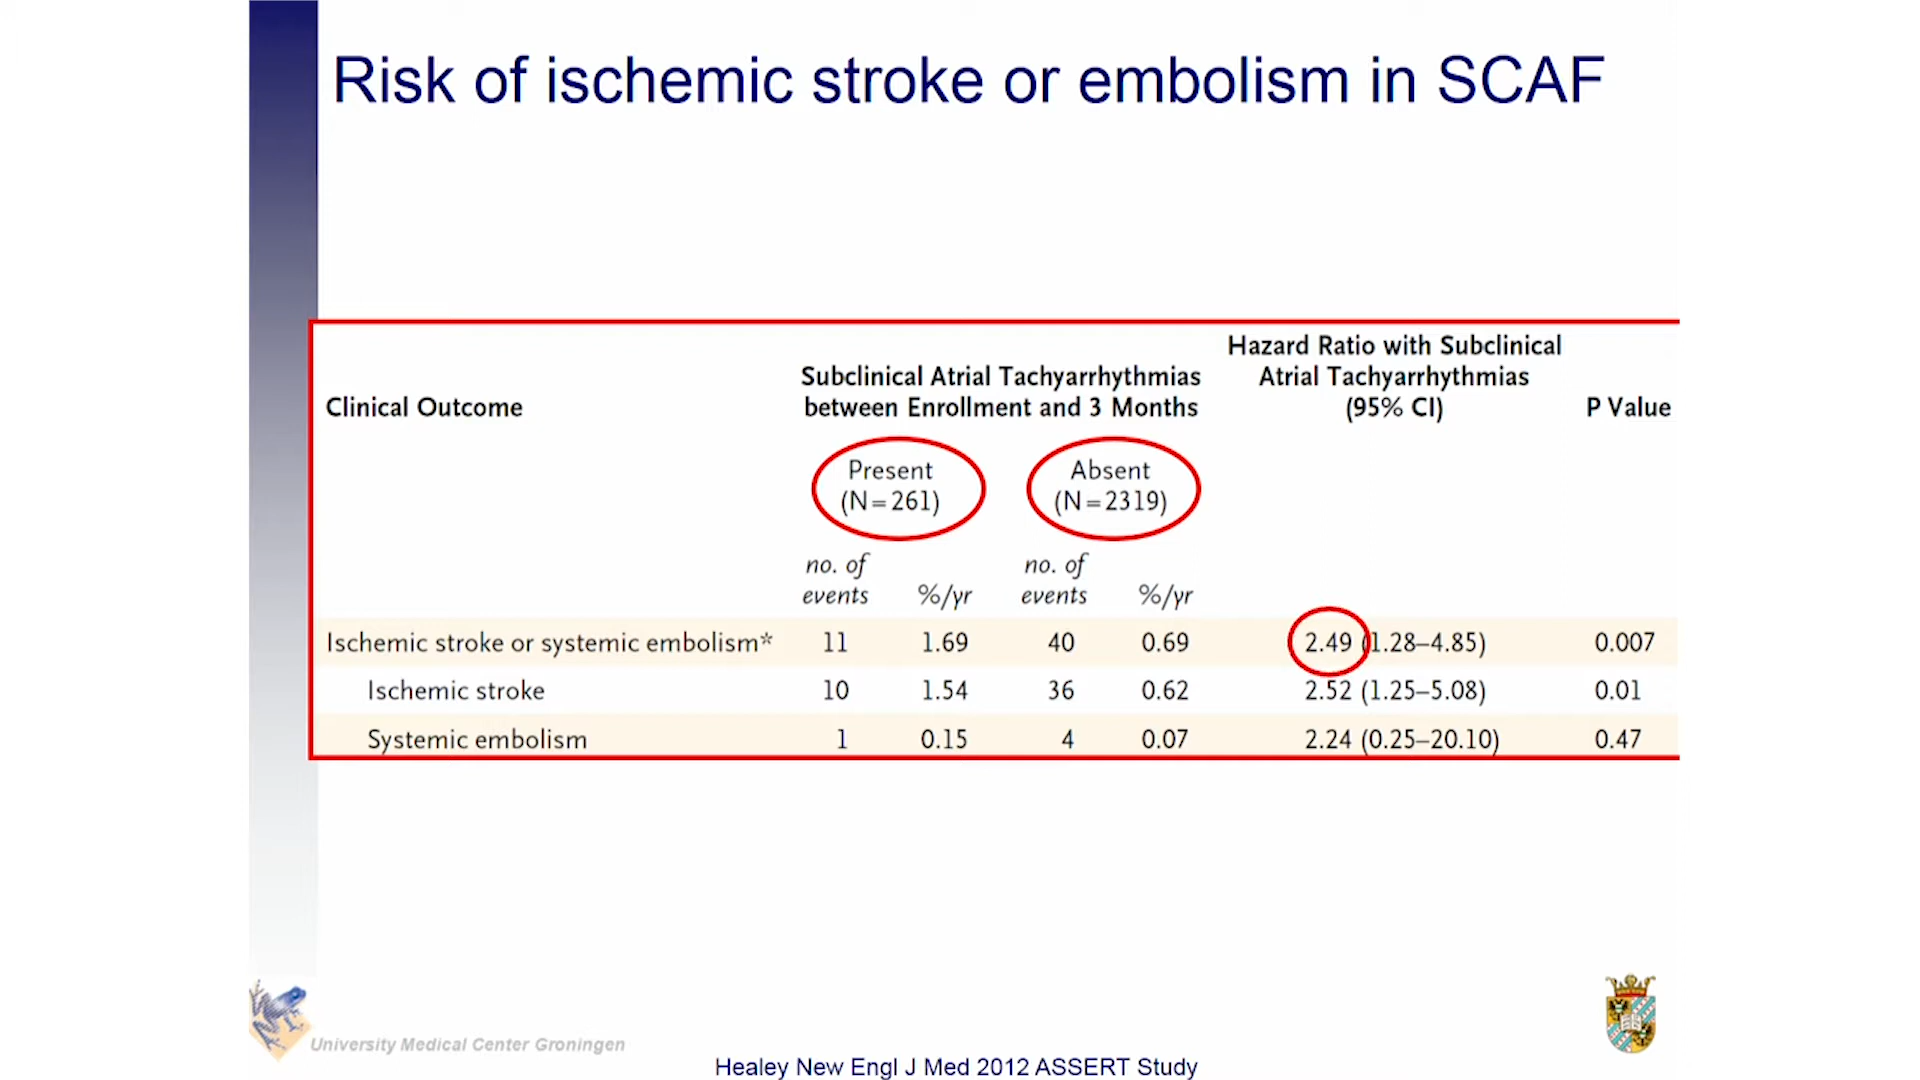 Risk of ischemic stroke or embolism in SCAF
Hazard Ratio with Subclinical
Subclinical Atrial Tachyarrhythmias Atrial Tachyarrhythmias
Clinical Outcome between Enrollment and 3 Months (95% CI) P Value
Present Absent
(N=261) (N=2319)
no. of no. of
events %/yr events %/yr
Ischemic stroke or systemic embolism* 11 1.69 40 0.69 2.49 (1.28–4.85) 0.007
Ischemic stroke 10 1.54 36 0.62 2.52 (1.25–5.08) 0.01
Systemic embolism 1 0.15 4 0.07 2.24 (0.25–20.10) 0.47
University Medical Center Groningen
Healey New Engl J Med 2012 ASSERT Study